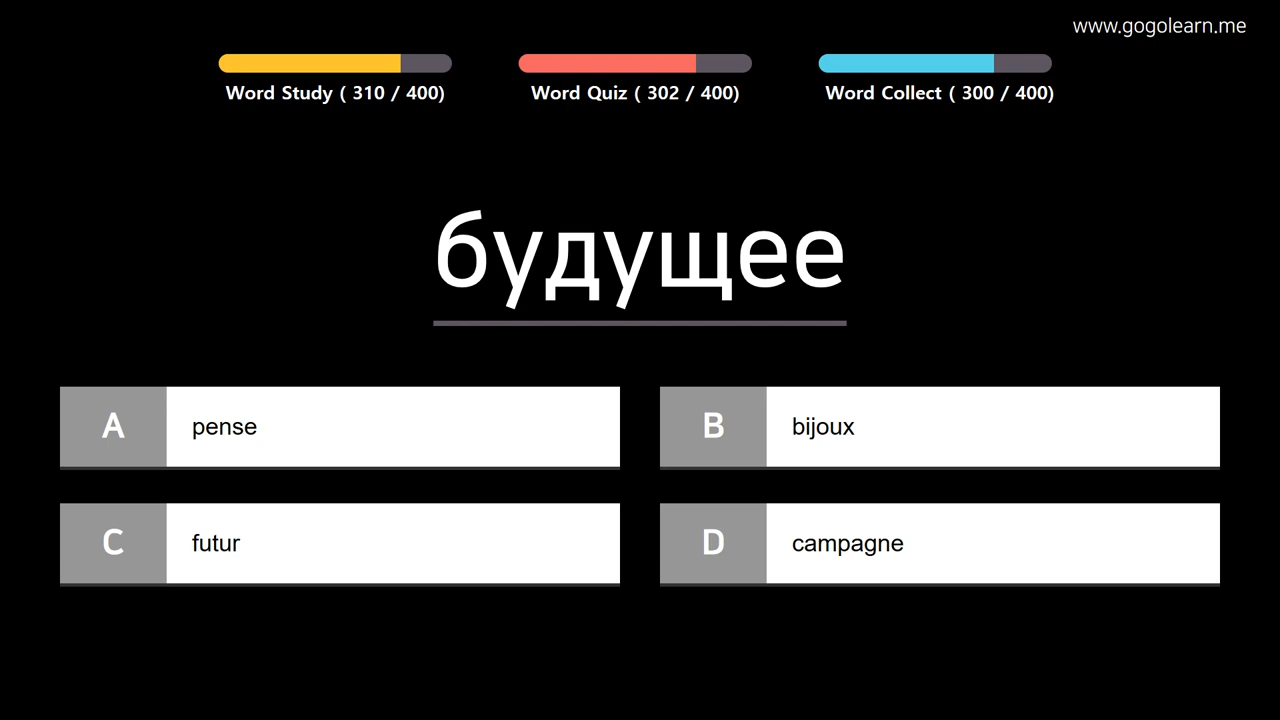 www.gogolearn.me
Word Study ( 310 / 400)
Word Quiz ( 302 / 400)
Word Collect ( 300 / 400)
будущее
A pense
B bijoux
C futur
D campagne